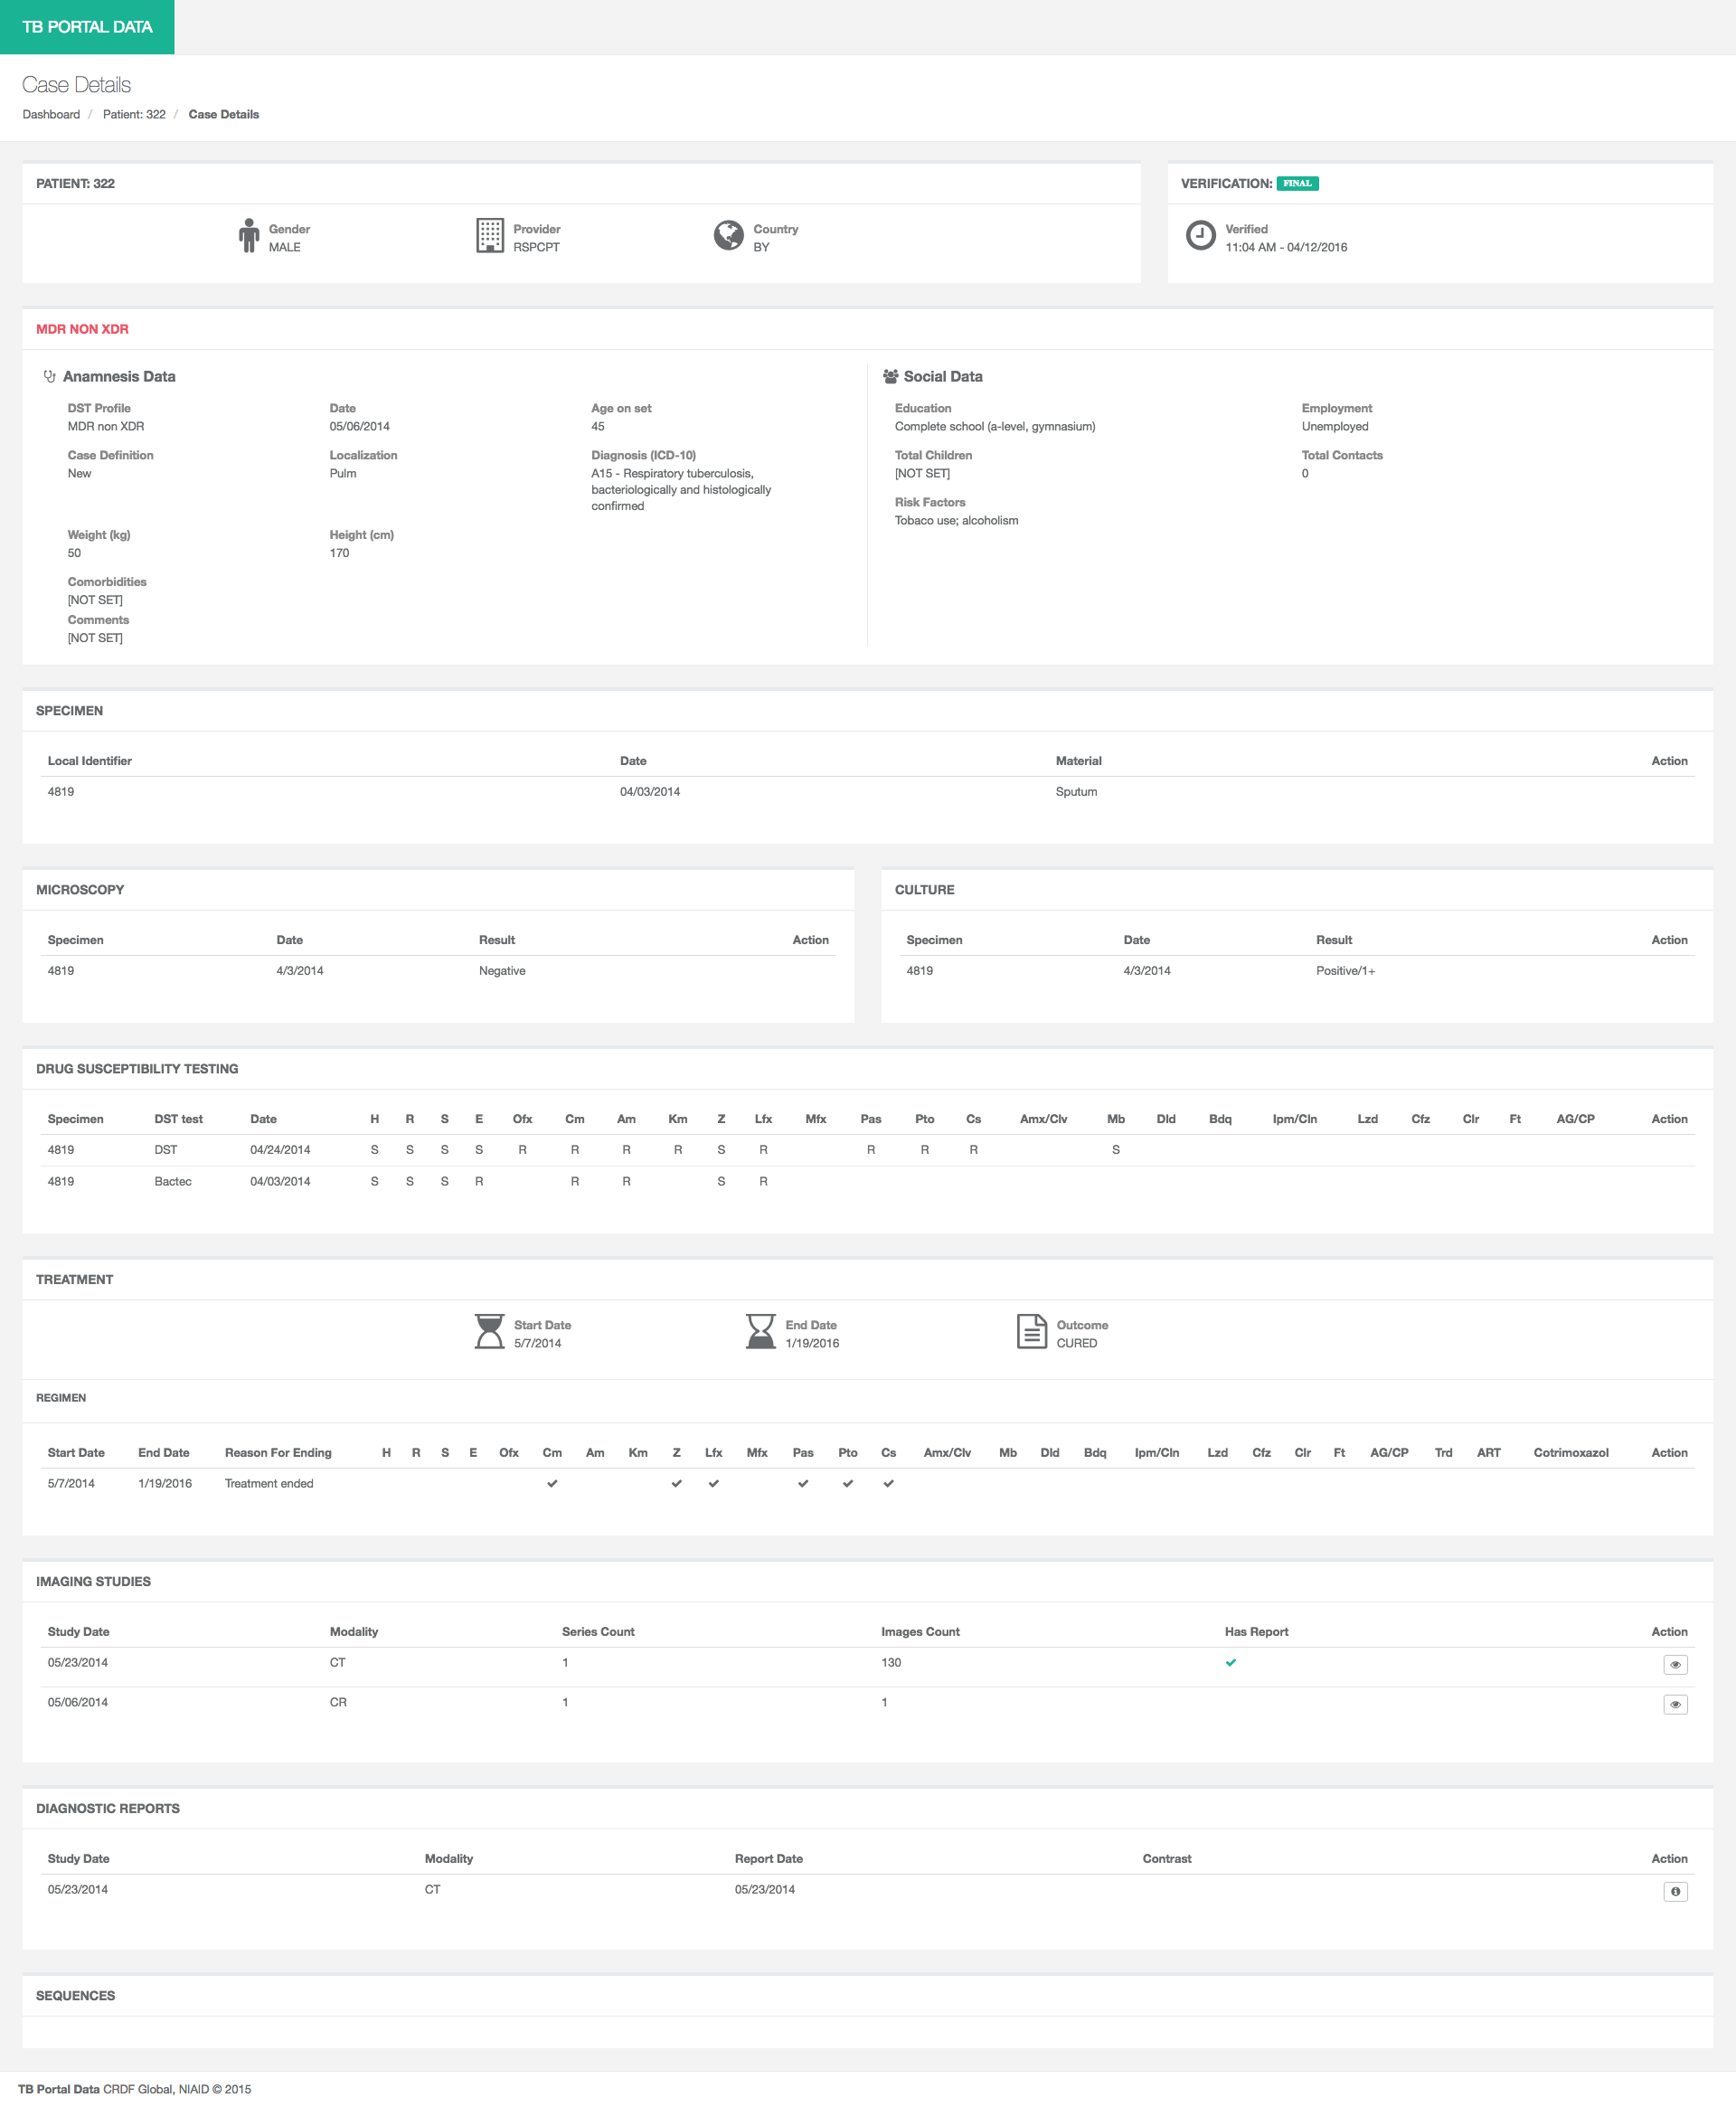 TB PORTAL DATA
Case Details
Dashboard / Patient: 322 / Case Details
PATIENT: 322
Gender
MALE
Provider
RSPCPT
Country
BY
VERIFICATION: FINAL
Verified
11:04 AM - 04/12/2016
MDR NON XDR
Anamnesis Data
DST Profile Date Age on set
MDR non XDR 05/06/2014 45
Case Definition Localization Diagnosis (ICD-10)
New Pulm A15 - Respiratory tuberculosis,
bacteriologically and histologically
confirmed
Weight (kg) Height (cm)
50 170
Comorbidities
[NOT SET]
Comments
[NOT SET]
Social Data
Education Employment
Complete school (a-level, gymnasium) Unemployed
Total Children Total Contacts
[NOT SET] 0
Risk Factors
Tobaco use; alcoholism
SPECIMEN
Local Identifier Date Material Action
4819 04/03/2014 Sputum
MICROSCOPY
Specimen Date Result Action
4819 4/3/2014 Negative
CULTURE
Specimen Date Result Action
4819 4/3/2014 Positive/1+
DRUG SUSCEPTIBILITY TESTING
Specimen DST test Date H R S E Ofx Cm Am Km Z Lfx Mfx Pas Pto Cs Amx/Clv Mb Dld Bdq Ipm/Cln Lzd Cfz Clr Ft AG/CP Action
4819 DST 04/24/2014 S S S S R R R R S R R R R S
4819 Bactec 04/03/2014 S S S R R R S R
TREATMENT
Start Date
5/7/2014
End Date
1/19/2016
Outcome
CURED
REGIMEN
Start Date End Date Reason For Ending H R S E Ofx Cm Am Km Z Lfx Mfx Pas Pto Cs Amx/Clv Mb Dld Bdq Ipm/Cln Lzd Cfz Clr Ft AG/CP Trd ART Cotrimoxazol Action
5/7/2014 1/19/2016 Treatment ended ✓ ✓ ✓ ✓ ✓ ✓
IMAGING STUDIES
Study Date Modality Series Count Images Count Has Report Action
05/23/2014 CT 1 130 ✓
05/06/2014 CR 1 1
DIAGNOSTIC REPORTS
Study Date Modality Report Date Contrast Action
05/23/2014 CT 05/23/2014
SEQUENCES
TB Portal Data CRDF Global, NIAID © 2015